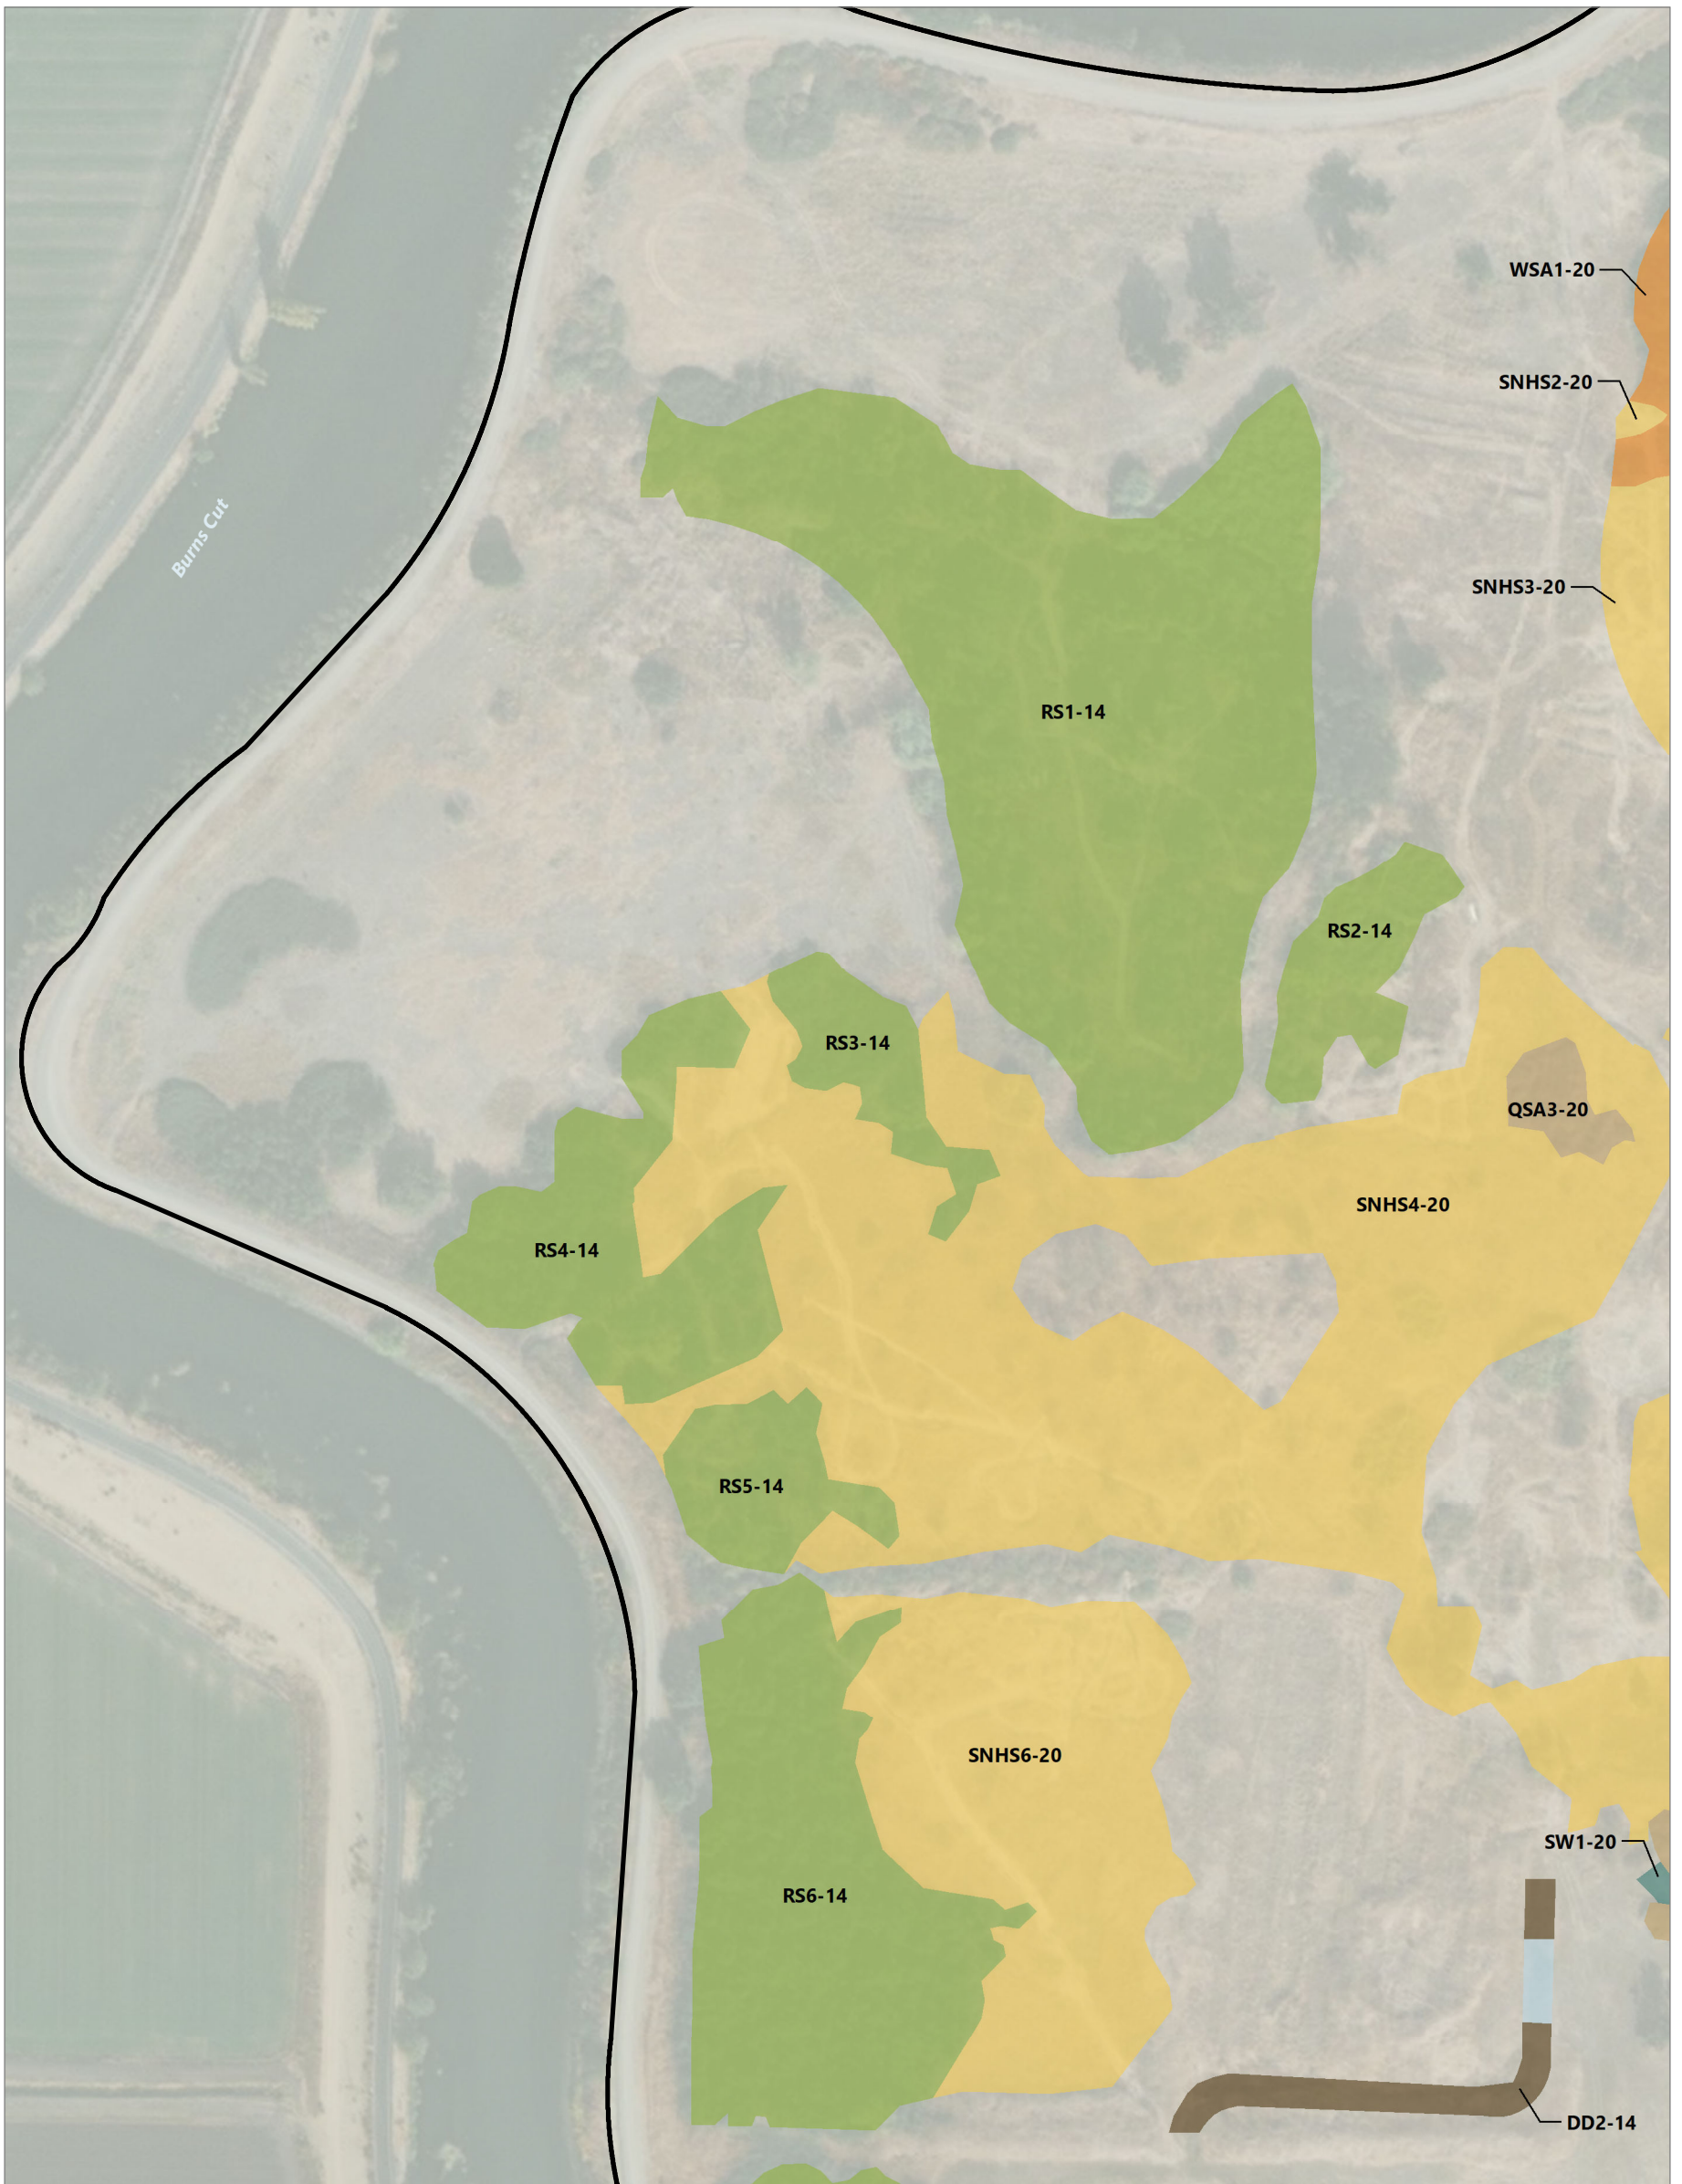 WSA1-20
SNHS2-20
Burns Cut
SNHS3-20
RS1-14
RS2-14
RS3-14
QSA3-20
SNHS4-20
RS4-14
RS5-14
SNHS6-20
SW1-20
RS6-14
DD2-14